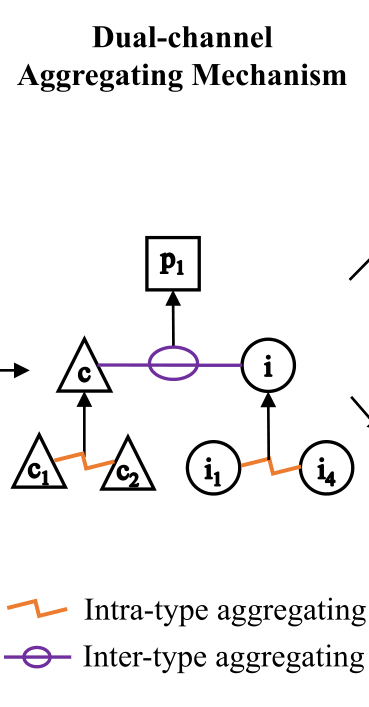 Dual-channel
Aggregating Mechanism
p1
c
i
c1
c2
i1
i4
Intra-type aggregating
Inter-type aggregating